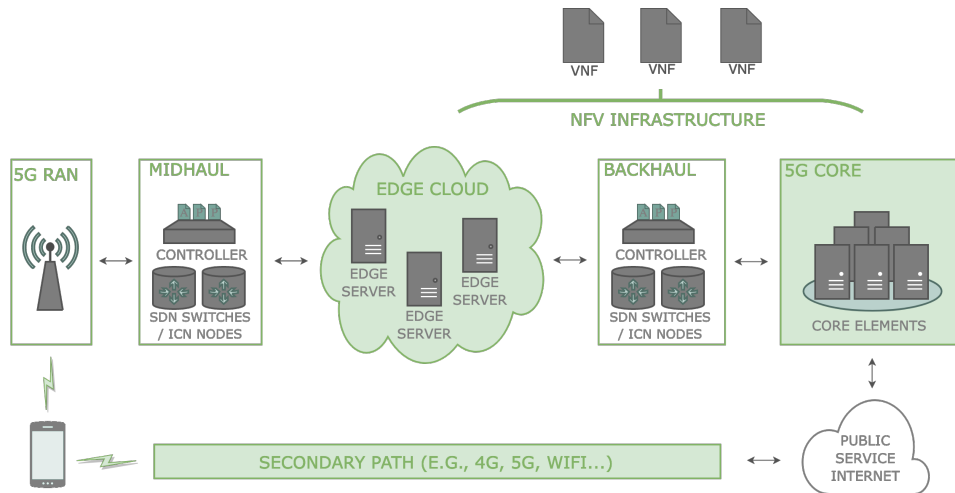 VNF
VNF
VNF
NFV INFRASTRUCTURE
5G RAN
MIDHAUL
A P P
CONTROLLER
SDN SWITCHES
/ ICN NODES
EDGE CLOUD
EDGE
SERVER
EDGE
SERVER
EDGE
SERVER
BACKHAUL
A P P
CONTROLLER
SDN SWITCHES
/ ICN NODES
5G CORE
CORE ELEMENTS
SECONDARY PATH (E.G., 4G, 5G, WIFI...)
PUBLIC
SERVICE
INTERNET